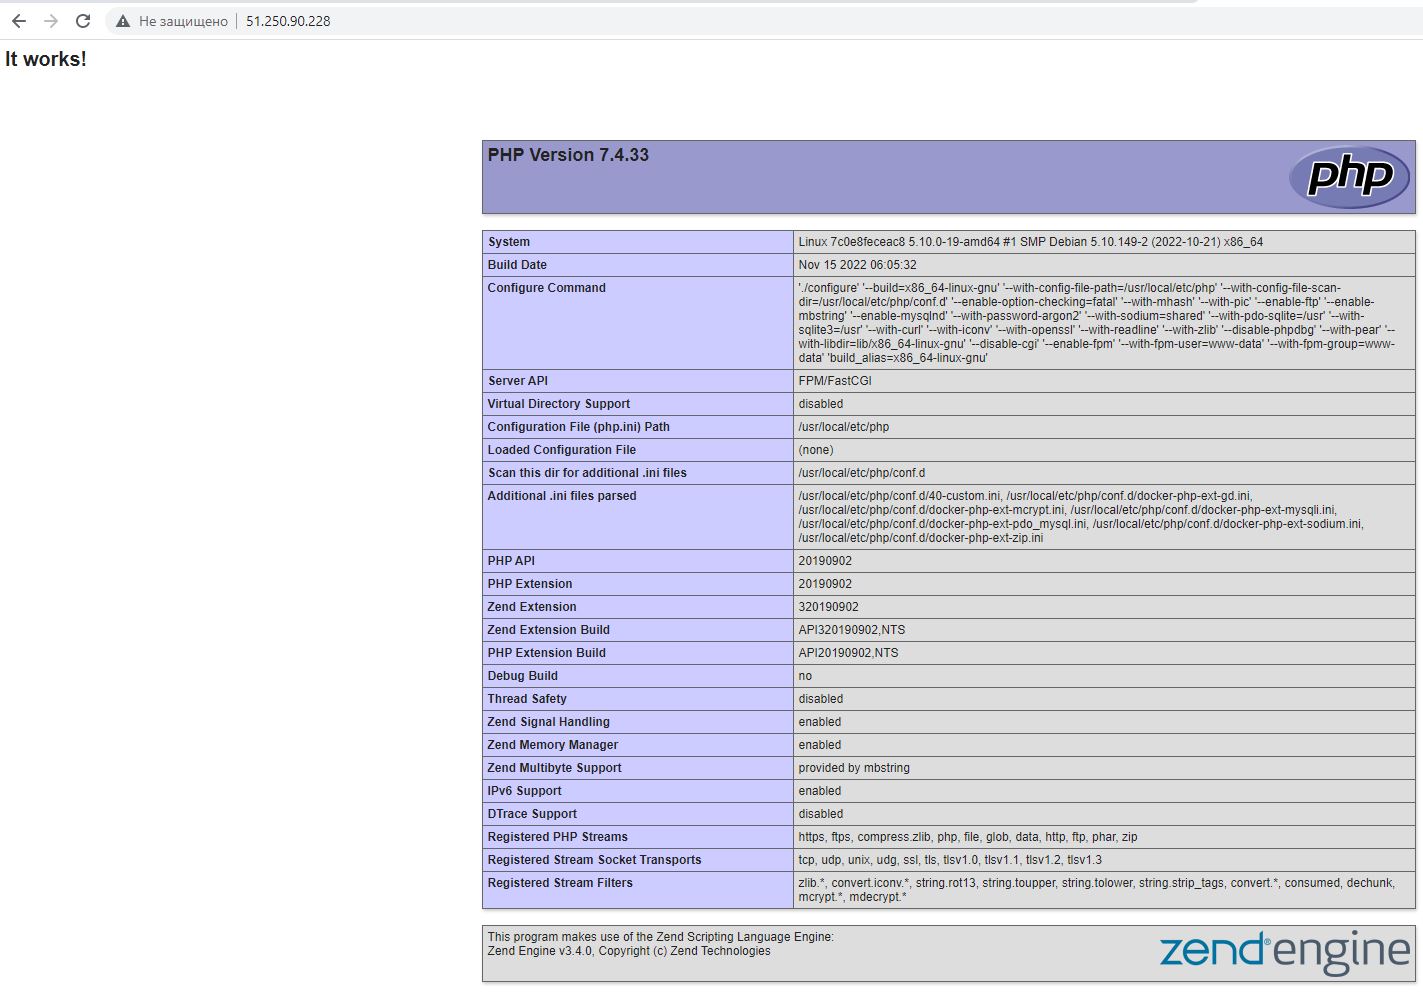 Не защищено 51.250.90.228
It works!
PHP Version 7.4.33
php
System Linux 7c0e8feceac8 5.10.0-19-amd64 #1 SMP Debian 5.10.149-2 (2022-10-21) x86_64
Build Date Nov 15 2022 06:05:32
Configure Command './configure' '--build=x86_64-linux-gnu' '--with-config-file-path=/usr/local/etc/php' '--with-config-file-scan-
dir=/usr/local/etc/php/conf.d' '--enable-option-checking=fatal' '--with-mhash' '--with-pic' '--enable-ftp' '--enable-
mbstring' '--enable-mysqlnd' '--with-password-argon2' '--with-sodium=shared' '--with-pdo-sqlite=/usr' '--with-
sqlite3=/usr' '--with-curl' '--with-iconv' '--with-openssl' '--with-readline' '--with-zlib' '--disable-phpdbg' '--with-pear' '--
with-libdir=lib/x86_64-linux-gnu' '--disable-cgi' '--enable-fpm' '--with-fpm-user=www-data' '--with-fpm-group=www-
data' 'build_alias=x86_64-linux-gnu'
Server API FPM/FastCGI
Virtual Directory Support disabled
Configuration File (php.ini) Path /usr/local/etc/php
Loaded Configuration File (none)
Scan this dir for additional .ini files /usr/local/etc/php/conf.d
Additional .ini files parsed /usr/local/etc/php/conf.d/40-custom.ini, /usr/local/etc/php/conf.d/docker-php-ext-gd.ini,
/usr/local/etc/php/conf.d/docker-php-ext-mcrypt.ini, /usr/local/etc/php/conf.d/docker-php-ext-mysqli.ini,
/usr/local/etc/php/conf.d/docker-php-ext-pdo_mysql.ini, /usr/local/etc/php/conf.d/docker-php-ext-sodium.ini,
/usr/local/etc/php/conf.d/docker-php-ext-zip.ini
PHP API 20190902
PHP Extension 20190902
Zend Extension 320190902
Zend Extension Build API320190902,NTS
PHP Extension Build API20190902,NTS
Debug Build no
Thread Safety disabled
Zend Signal Handling enabled
Zend Memory Manager enabled
Zend Multibyte Support provided by mbstring
IPv6 Support enabled
DTrace Support disabled
Registered PHP Streams https, ftps, compress.zlib, php, file, glob, data, http, ftp, phar, zip
Registered Stream Socket Transports tcp, udp, unix, udg, ssl, tls, tlsv1.0, tlsv1.1, tlsv1.2, tlsv1.3
Registered Stream Filters zlib.*, convert.iconv.*, string.rot13, string.toupper, string.tolower, string.strip_tags, convert.*, consumed, dechunk,
mcrypt.*, mdecrypt.*
This program makes use of the Zend Scripting Language Engine:
Zend Engine v3.4.0, Copyright (c) Zend Technologies
zend® engine